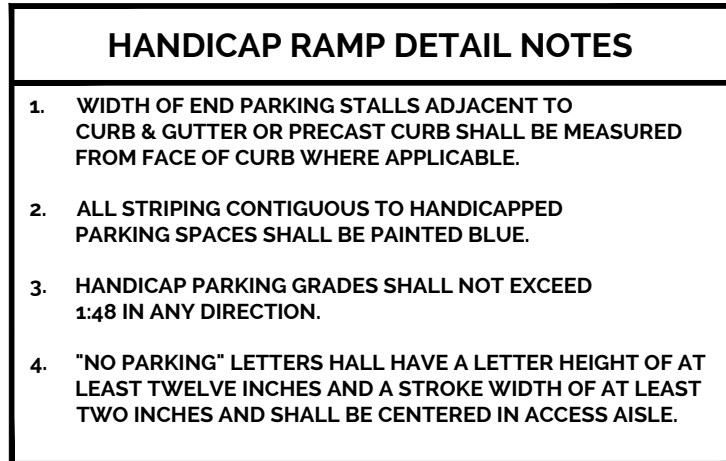 HANDICAP RAMP DETAIL NOTES
1. WIDTH OF END PARKING STALLS ADJACENT TO
CURB & GUTTER OR PRECAST CURB SHALL BE MEASURED
FROM FACE OF CURB WHERE APPLICABLE.
2. ALL STRIPING CONTIGUOUS TO HANDICAPPED
PARKING SPACES SHALL BE PAINTED BLUE.
3. HANDICAP PARKING GRADES SHALL NOT EXCEED
1:48 IN ANY DIRECTION.
4. "NO PARKING" LETTERS HALL HAVE A LETTER HEIGHT OF AT
LEAST TWELVE INCHES AND A STROKE WIDTH OF AT LEAST
TWO INCHES AND SHALL BE CENTERED IN ACCESS AISLE.